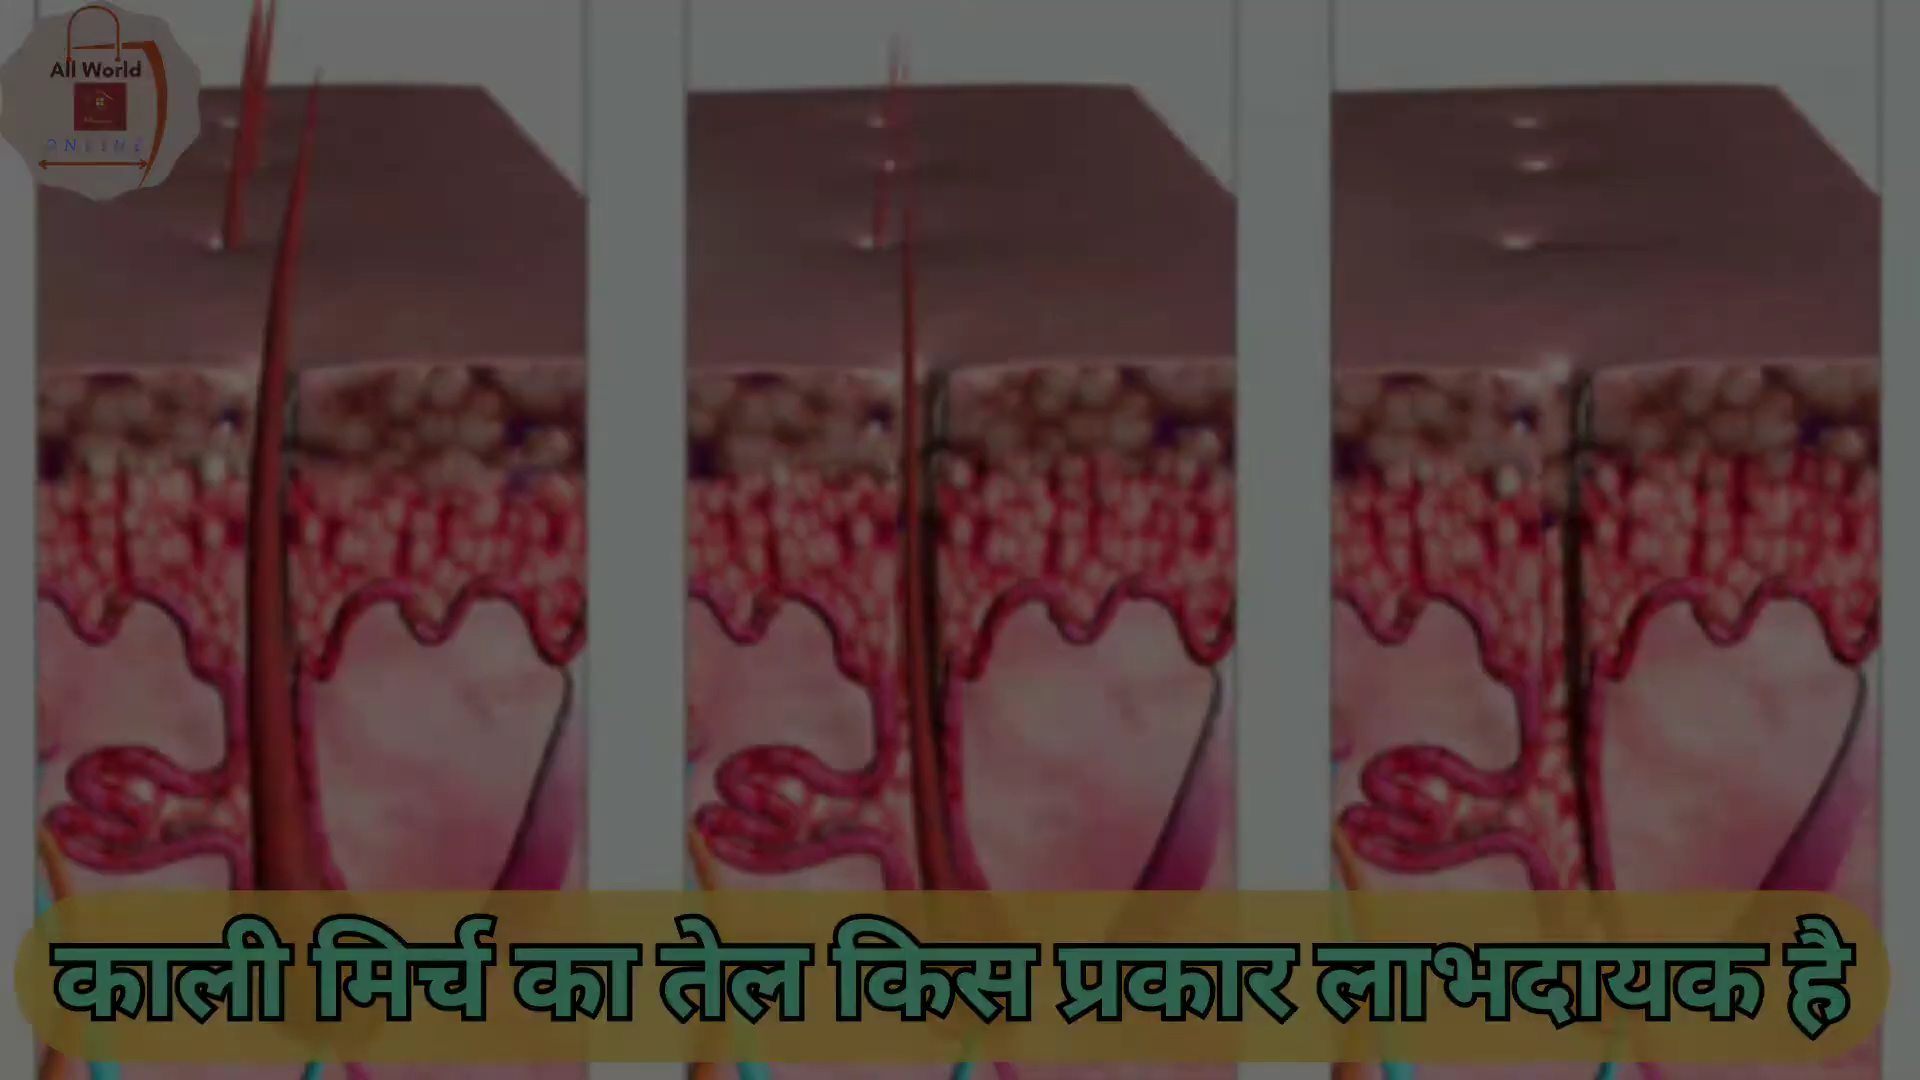 All World
ONLINE
काली मिर्च का तेल किस प्रकार लाभदायक है